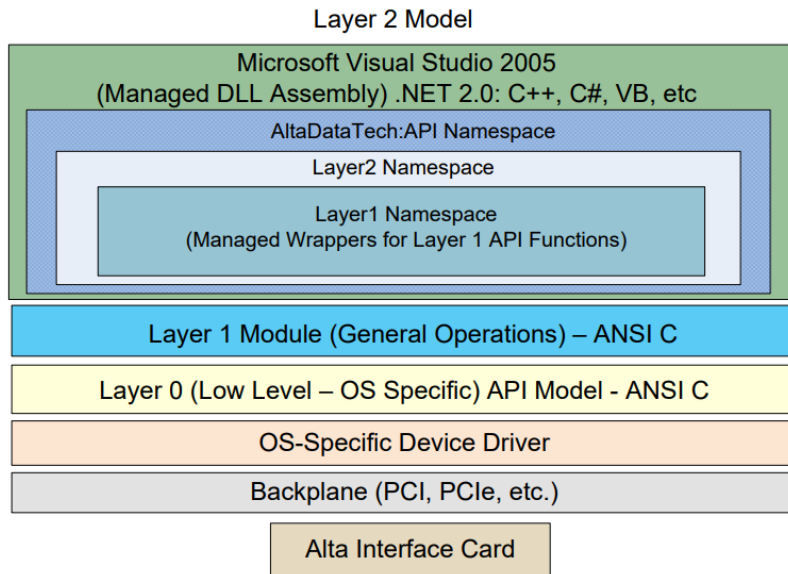 Layer 2 Model
Microsoft Visual Studio 2005
(Managed DLL Assembly) .NET 2.0: C++, C#, VB, etc
AltaDataTech:API Namespace
Layer2 Namespace
Layer1 Namespace
(Managed Wrappers for Layer 1 API Functions)
Layer 1 Module (General Operations) – ANSI C
Layer 0 (Low Level – OS Specific) API Model - ANSI C
OS-Specific Device Driver
Backplane (PCI, PCIe, etc.)
Alta Interface Card